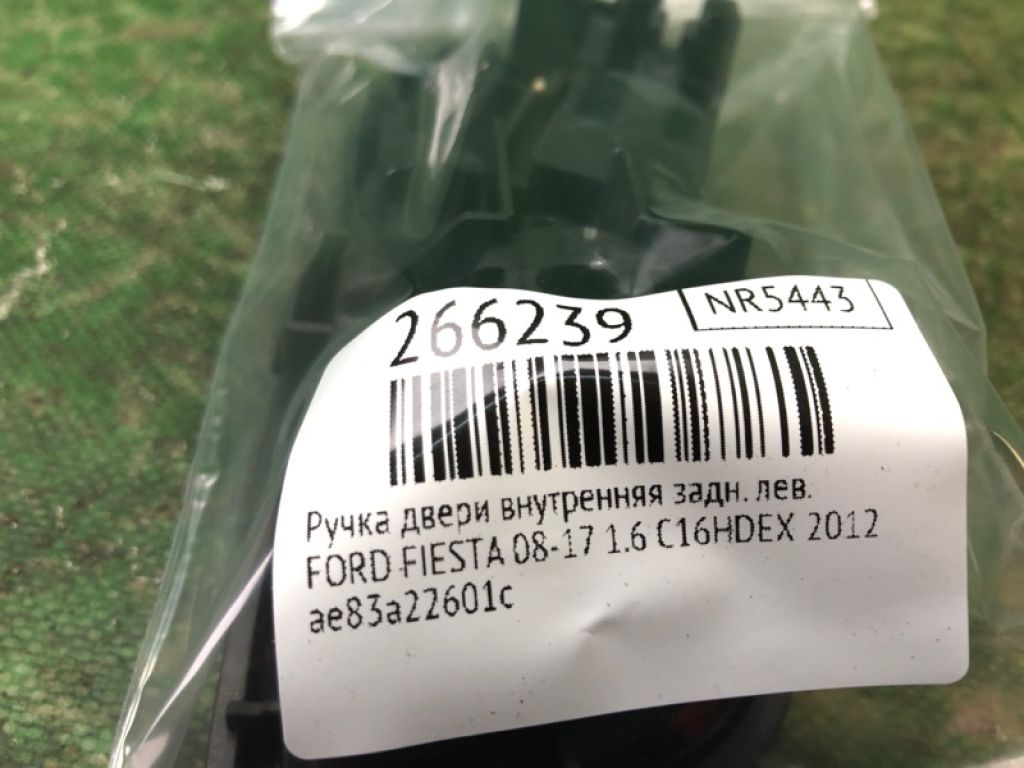 266239
NR5443
Ручка двери внутренняя задн. лев.
FORD FIESTA 08-17 1.6 C16HDEX 2012
ae83a22601c